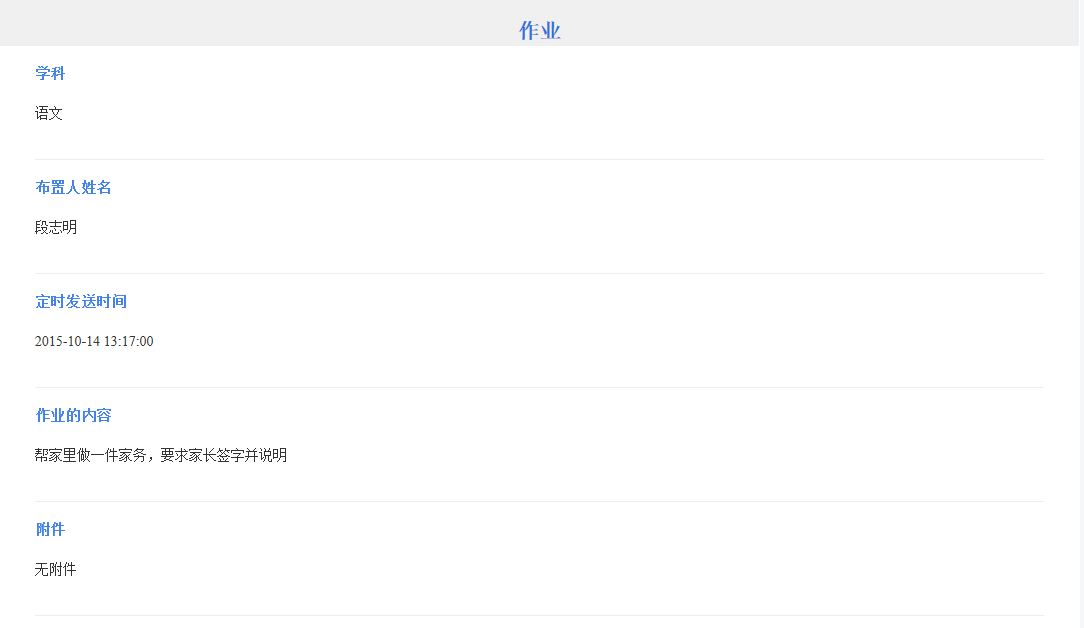 作业
学科
语文
布置人姓名
段志明
定时发送时间
2015-10-14 13:17:00
作业的内容
帮家里做一件家务，要求家长签字并说明
附件
无附件